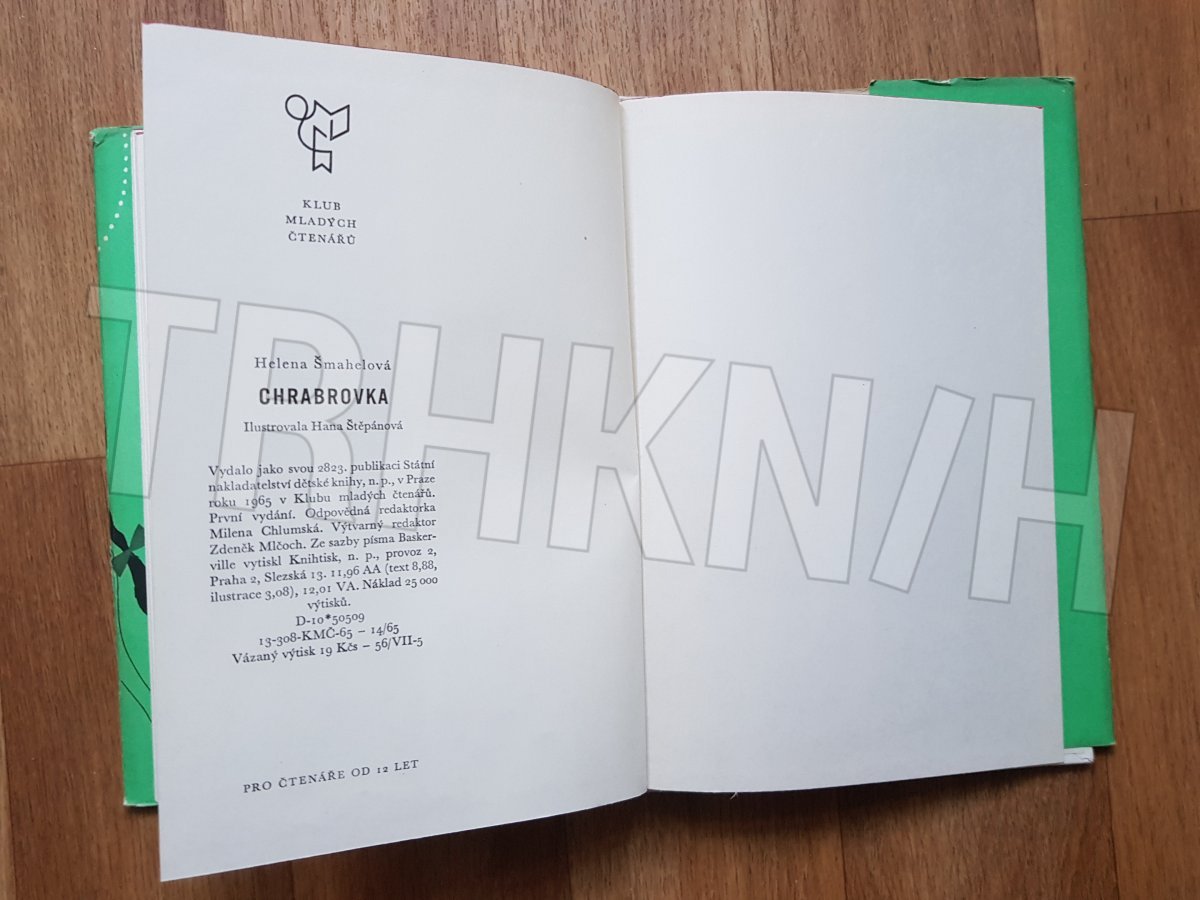 KLUB
MLADÝCH
ČTENÁŘŮ
Helena Šmahelová
CHRABROVKA
Ilustrovala Hana Štěpánová
Vydalo jako svou 2823. publikaci Státní
nakladatelství dětské knihy, n. p., v Praze
roku 1965 v Klubu mladých čtenářů.
První vydání. Odpovědná redaktorka
Milena Chlumská. Výtvarný redaktor
Zdeněk Mlčoch. Ze sazby písma Basker-
ville vytiskl Knihtisk, n. p., provoz 2,
Praha 2, Slezská 13. 11,96 AA (text 8,88,
ilustrace 3,08), 12,01 VA. Náklad 25 000
výtisků.
D-10*50509
13-308-KMČ-65 – 14/65
Vázaný výtisk 19 Kčs – 56/VII-5
PRO ČTENÁŘE OD 12 LET
TRHKNIH